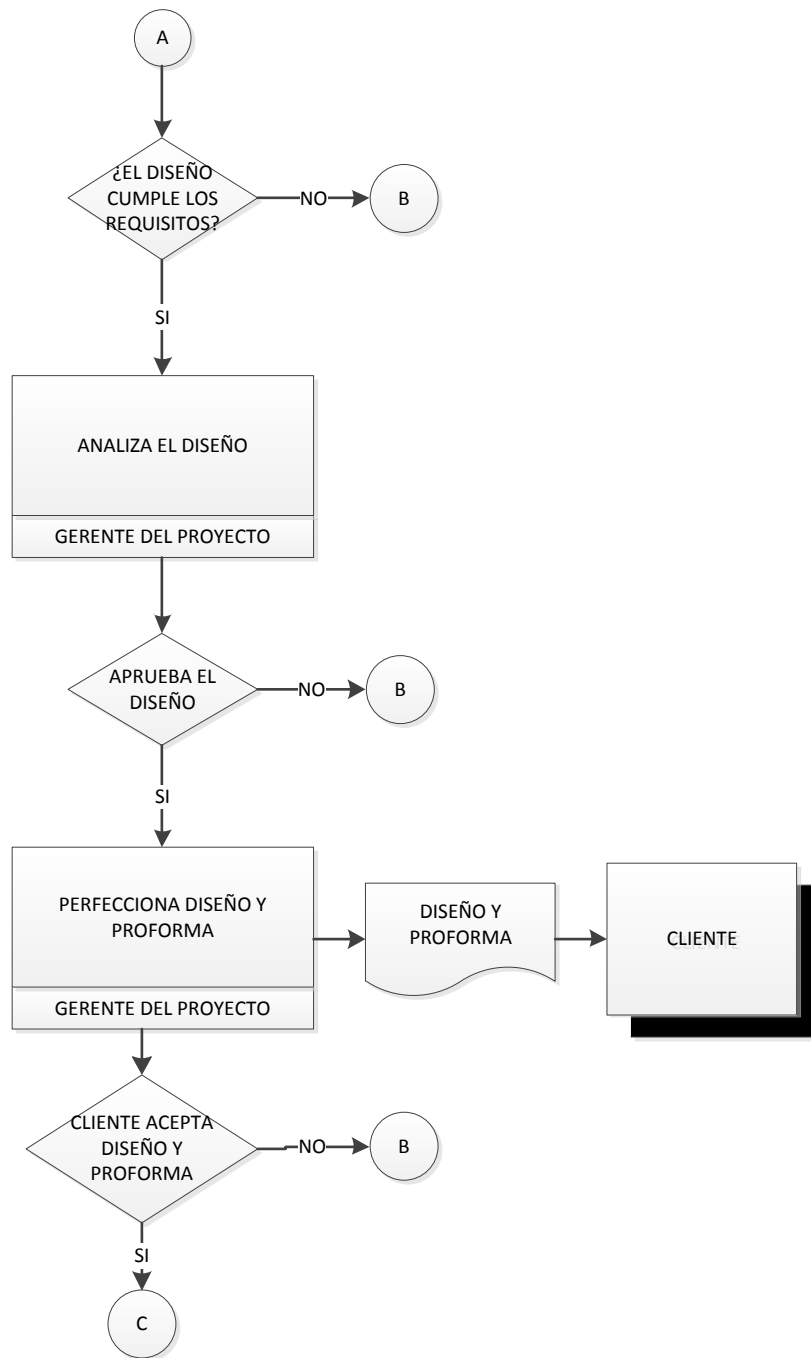 A
¿EL DISEÑO
CUMPLE LOS
REQUISITOS?
NO
B
SI
ANALIZA EL DISEÑO
GERENTE DEL PROYECTO
APRUEBA EL
DISEÑO
NO
B
SI
PERFECCIONA DISEÑO Y
PROFORMA
GERENTE DEL PROYECTO
DISEÑO Y
PROFORMA
CLIENTE
CLIENTE ACEPTA
DISEÑO Y
PROFORMA
NO
B
SI
C